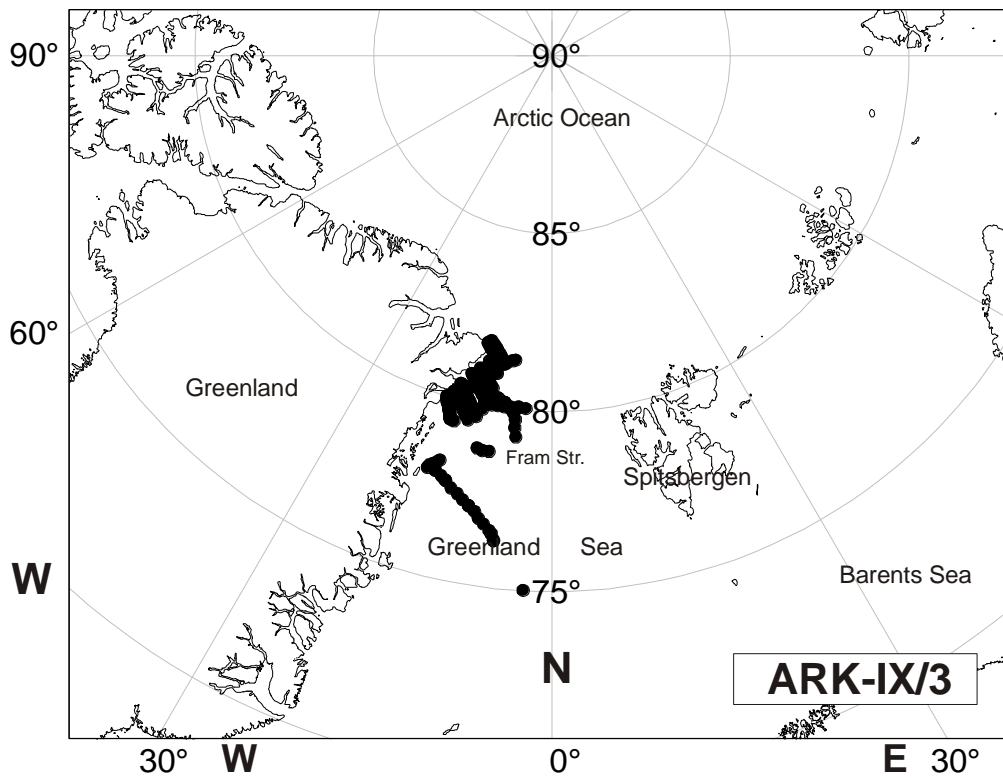 90°
90°
Arctic Ocean
85°
60°
Greenland
80°
Fram Str.
Spitsbergen
Greenland Sea
W
75°
Barents Sea
N
ARK-IX/3
30° W 0° E 30°